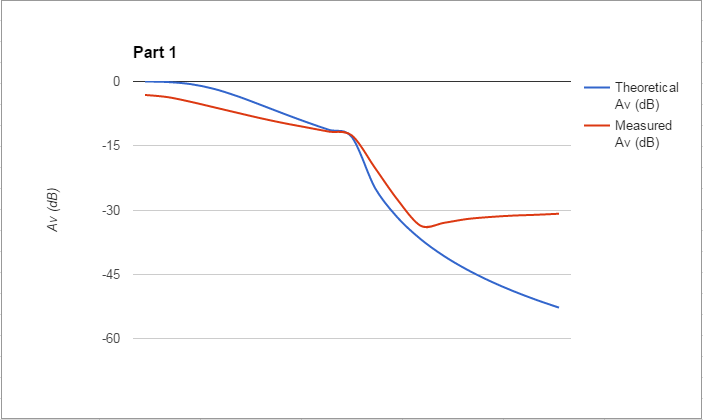 Part 1
0
-15
-30
-45
-60
Av (dB)
Theoretical
Av (dB)
Measured
Av (dB)